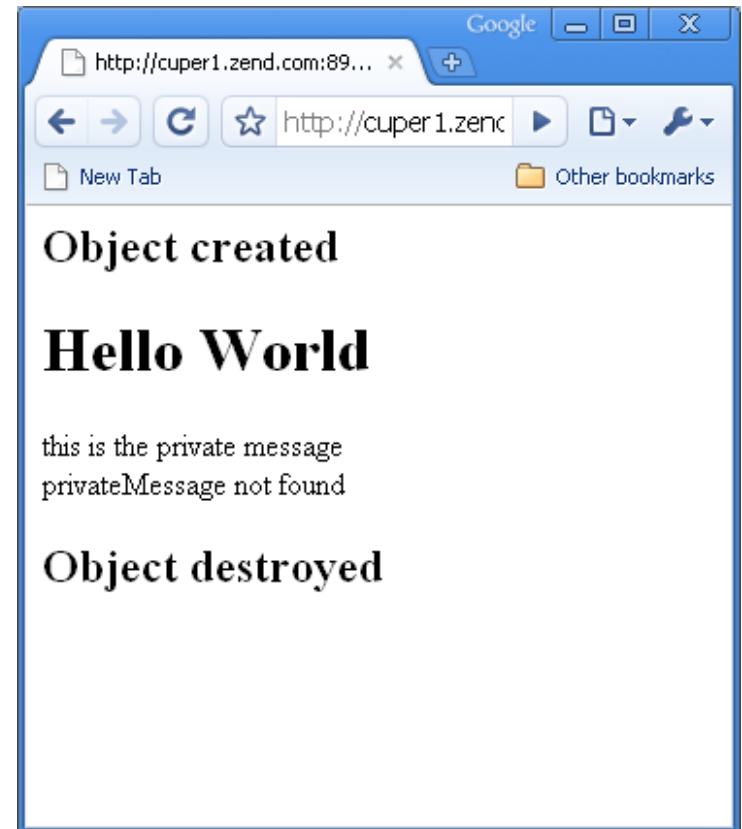 Google
http://cuper1.zend.com:89...
http://cuper1.zenc
New Tab
Other bookmarks
Object created
Hello World
this is the private message
privateMessage not found
Object destroyed